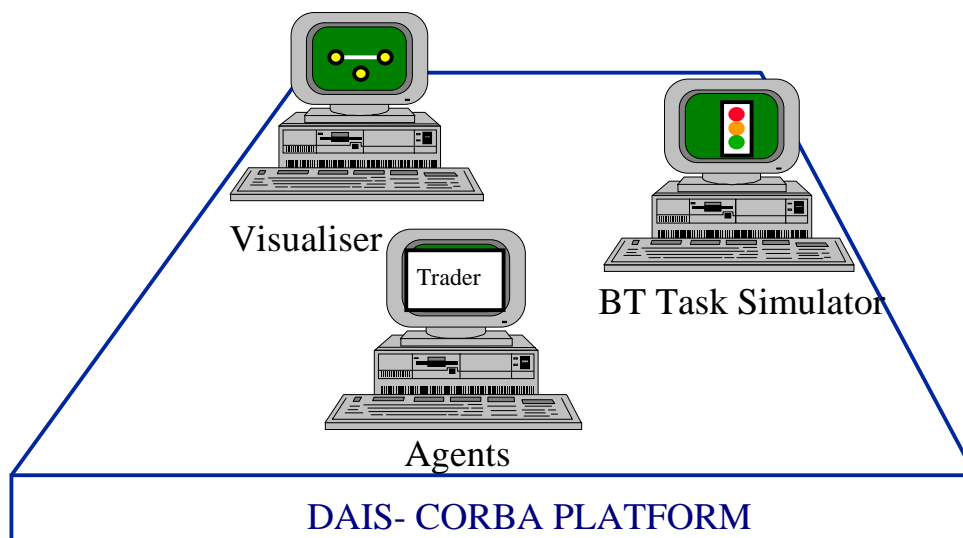 Visualiser
BT Task Simulator
Trader
Agents
DAIS- CORBA PLATFORM